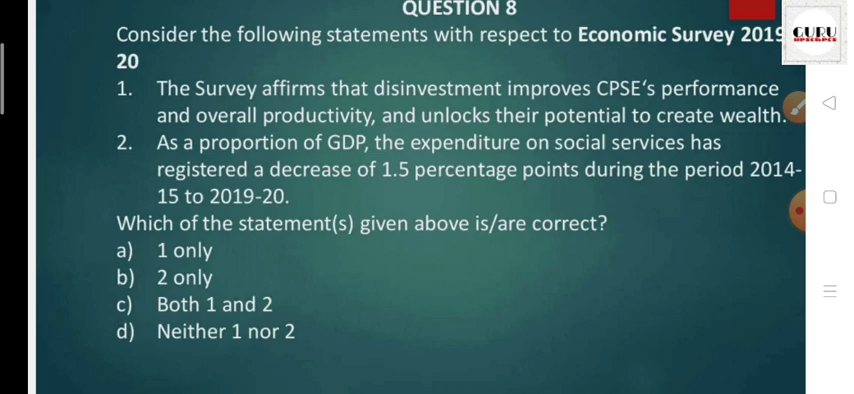 QUESTION 8
GURU
Consider the following statements with respect to Economic Survey 2019
20
1. The Survey affirms that disinvestment improves CPSE‘s performance
and overall productivity, and unlocks their potential to create wealth.
2. As a proportion of GDP, the expenditure on social services has
registered a decrease of 1.5 percentage points during the period 2014-
15 to 2019-20.
Which of the statement(s) given above is/are correct?
a) 1 only
b) 2 only
c) Both 1 and 2
d) Neither 1 nor 2